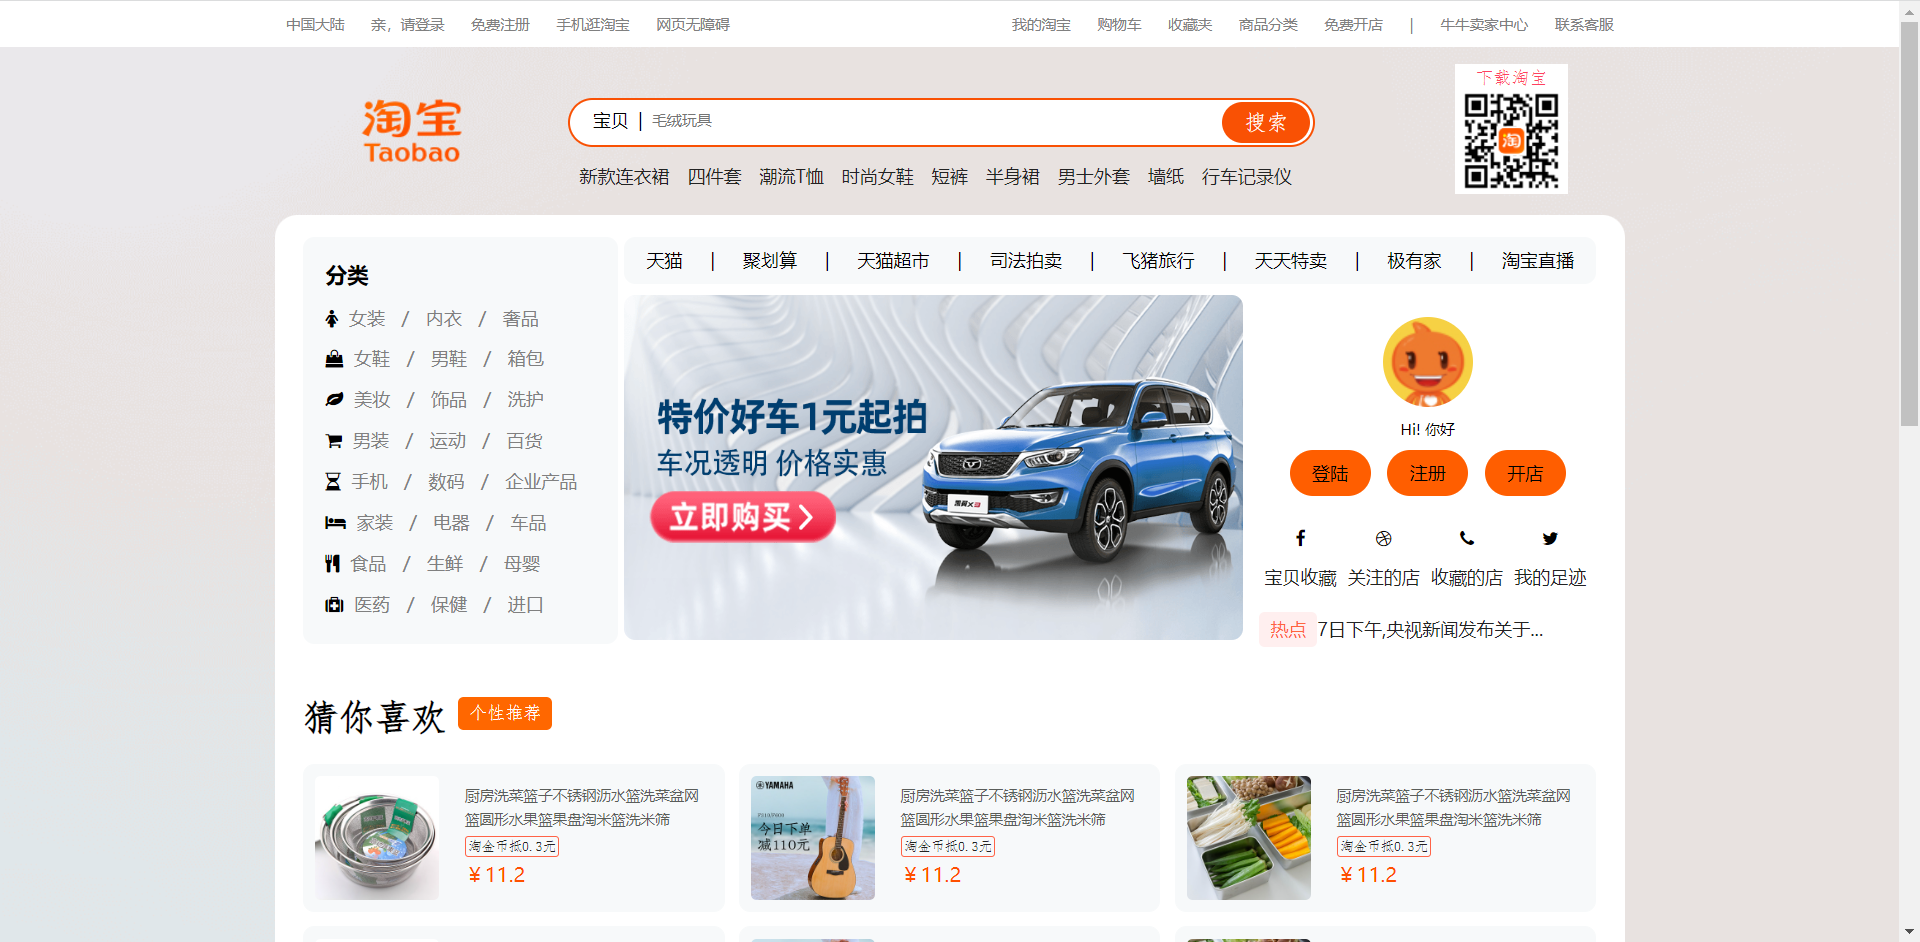 中国大陆 亲，请登录 免费注册 手机逛淘宝 网页无障碍 我的淘宝 购物车 收藏夹 商品分类 免费开店 | 牛牛卖家中心 联系客服
淘宝
Taobao
宝贝 | 毛绒玩具 搜索
下载淘宝
淘
新款连衣裙 四件套 潮流T恤 时尚女鞋 短裤 半身裙 男士外套 墙纸 行车记录仪
分类
女装 / 内衣 / 奢品
女鞋 / 男鞋 / 箱包
美妆 / 饰品 / 洗护
男装 / 运动 / 百货
手机 / 数码 / 企业产品
家装 / 电器 / 车品
食品 / 生鲜 / 母婴
医药 / 保健 / 进口
天猫 | 聚划算 | 天猫超市 | 司法拍卖 | 飞猪旅行 | 天天特卖 | 极有家 | 淘宝直播
特价好车1元起拍
车况透明 价格实惠
立即购买
Hi! 你好
登陆 注册 开店
宝贝收藏 关注的店 收藏的店 我的足迹
热点 7日下午,央视新闻发布关于...
猜你喜欢 个性推荐
厨房洗菜篮子不锈钢沥水篮洗菜盆网
篮圆形水果篮果盘淘米篮洗米筛
淘金币抵0.3元
￥11.2
YAMAHA
今日下单
减110元
厨房洗菜篮子不锈钢沥水篮洗菜盆网
篮圆形水果篮果盘淘米篮洗米筛
淘金币抵0.3元
￥11.2
厨房洗菜篮子不锈钢沥水篮洗菜盆网
篮圆形水果篮果盘淘米篮洗米筛
淘金币抵0.3元
￥11.2